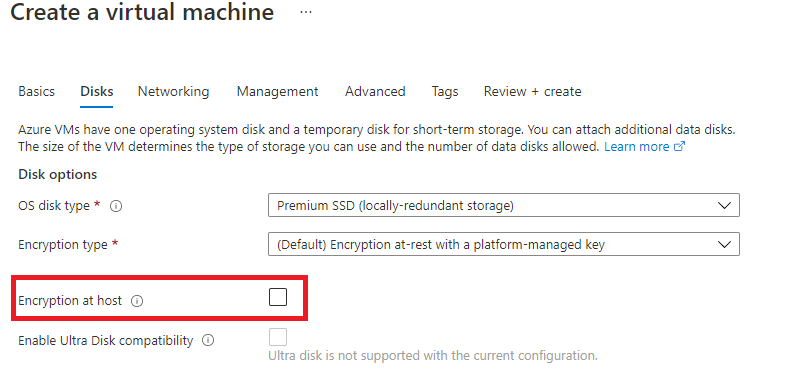 Create a virtual machine ...
Basics Disks Networking Management Advanced Tags Review + create
Azure VMs have one operating system disk and a temporary disk for short-term storage. You can attach additional data disks.
The size of the VM determines the type of storage you can use and the number of data disks allowed. Learn more
Disk options
OS disk type * Premium SSD (locally-redundant storage)
Encryption type * (Default) Encryption at-rest with a platform-managed key
Encryption at host
Enable Ultra Disk compatibility
Ultra disk is not supported with the current configuration.